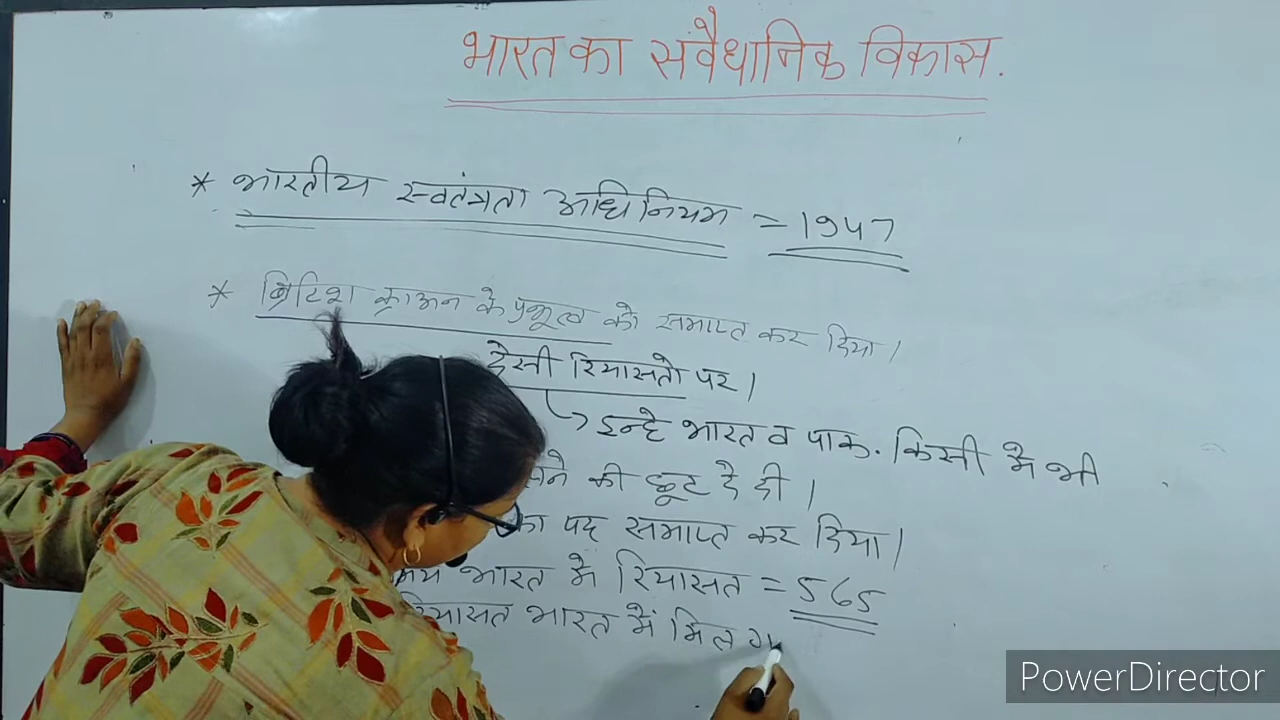 भारत का संवैधानिक विकास.
* भारतीय स्वतंत्रता अधिनियम = 1947
* ब्रिटिश क्राउन के प्रभुत्व को समाप्त कर दिया।
देसी रियासतो पर।
इन्हे भारत व पाक. किसी मे भी
की छूट दे दी।
का पद समाप्त कर दिया।
भारत मे रियासत = 565
रियासत भारत में मिल
PowerDirector